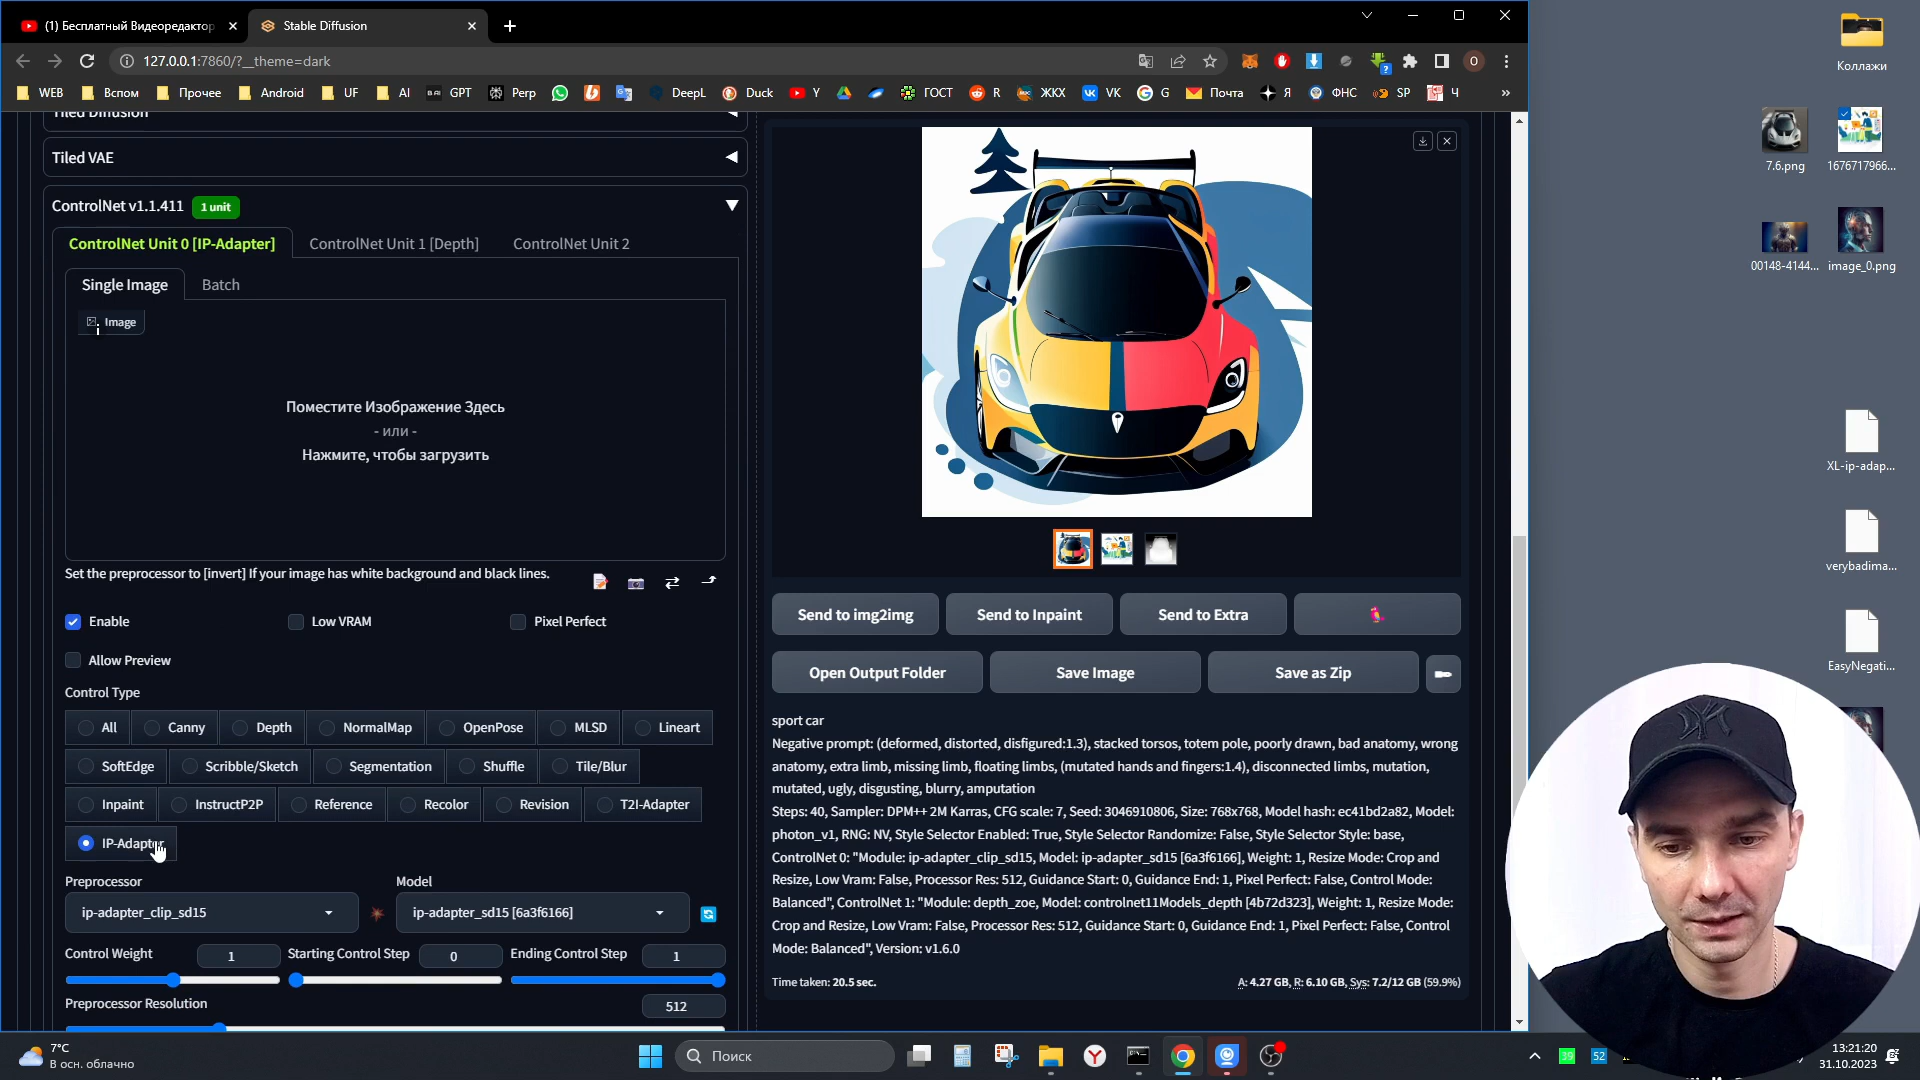 (1) Бесплатный Видеоредактор
Stable Diffusion
127.0.0.1:7860/?__theme=dark
WEB
Вспом
Прочее
Android
UF
AI
GPT
Perp
DeepL
Duck
Y
ГОСТ
R
ЖКХ
VK
G
Почта
Я
ФНС
SP
Ч
»
Коллажи
7.6.png
1676717966...
00148-4144...
image_0.png
XL-ip-adap...
verybadima...
EasyNegati...
Tiled Diffusion
Tiled VAE
ControlNet v1.1.411
1 unit
ControlNet Unit 0 [IP-Adapter]
ControlNet Unit 1 [Depth]
ControlNet Unit 2
Single Image
Batch
Image
Поместите Изображение Здесь
- или -
Нажмите, чтобы загрузить
Set the preprocessor to [invert] If your image has white background and black lines.
Enable
Low VRAM
Pixel Perfect
Allow Preview
Control Type
All
Canny
Depth
NormalMap
OpenPose
MLSD
Lineart
SoftEdge
Scribble/Sketch
Segmentation
Shuffle
Tile/Blur
Inpaint
InstructP2P
Reference
Recolor
Revision
T2I-Adapter
IP-Adapter
Preprocessor
Model
ip-adapter_clip_sd15
ip-adapter_sd15 [6a3f6166]
Control Weight
1
Starting Control Step
0
Ending Control Step
1
Preprocessor Resolution
512
Send to img2img
Send to Inpaint
Send to Extra
Open Output Folder
Save Image
Save as Zip
sport car
Negative prompt: (deformed, distorted, disfigured:1.3), stacked torsos, totem pole, poorly drawn, bad anatomy, wrong
anatomy, extra limb, missing limb, floating limbs, (mutated hands and fingers:1.4), disconnected limbs, mutation,
mutated, ugly, disgusting, blurry, amputation
Steps: 40, Sampler: DPM++ 2M Karras, CFG scale: 7, Seed: 3046910806, Size: 768x768, Model hash: ec41bd2a82, Model:
photon_v1, RNG: NV, Style Selector Enabled: True, Style Selector Randomize: False, Style Selector Style: base,
ControlNet 0: "Module: ip-adapter_clip_sd15, Model: ip-adapter_sd15 [6a3f6166], Weight: 1, Resize Mode: Crop and
Resize, Low Vram: False, Processor Res: 512, Guidance Start: 0, Guidance End: 1, Pixel Perfect: False, Control Mode:
Balanced", ControlNet 1: "Module: depth_zoe, Model: controlnet11Models_depth [4b72d323], Weight: 1, Resize Mode:
Crop and Resize, Low Vram: False, Processor Res: 512, Guidance Start: 0, Guidance End: 1, Pixel Perfect: False, Control
Mode: Balanced", Version: v1.6.0
Time taken: 20.5 sec.
A: 4.27 GB, R: 6.10 GB, Sys: 7.2/12 GB (59.9%)
7°C
В осн. облачно
Поиск
39
52
13:21:20
31.10.2023